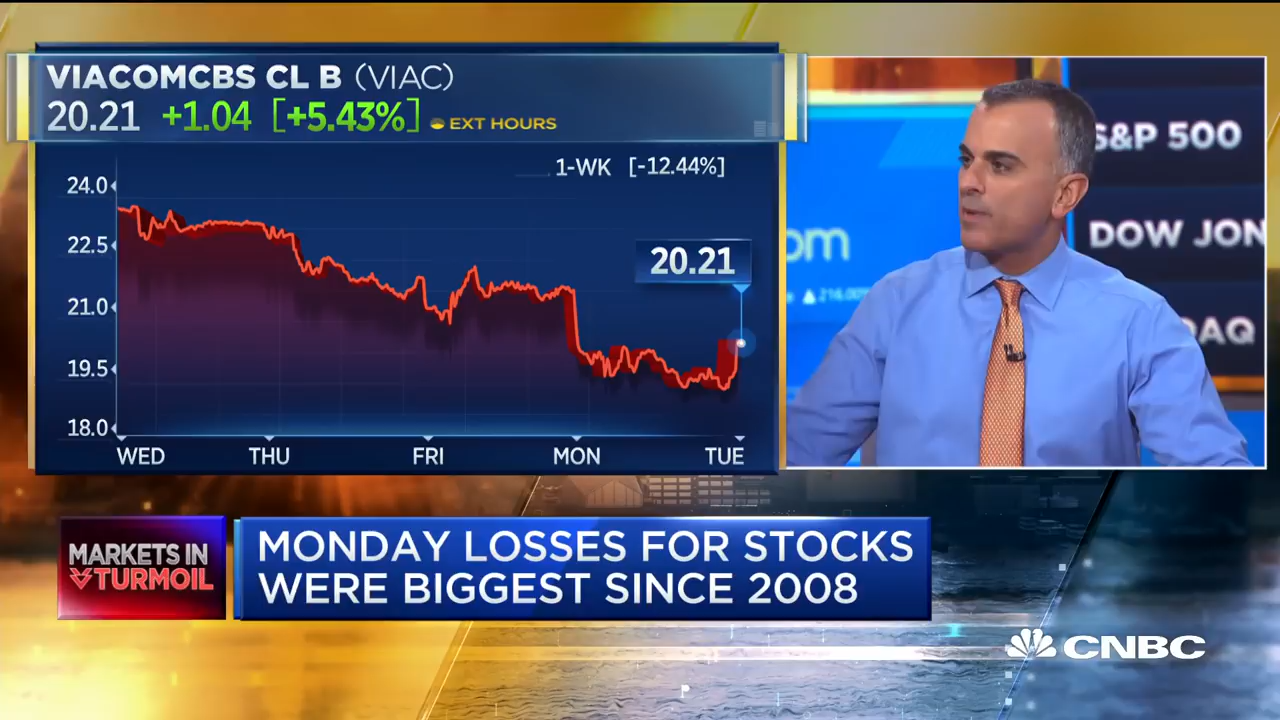 VIACOMCBS CL B (VIAC)
20.21 +1.04 [+5.43%] EXT HOURS
1-WK [-12.44%]
24.0
22.5
21.0
19.5
18.0
20.21
WED THU FRI MON TUE
S&P 500
DOW JON
DAQ
om
MARKETS IN
TURMOIL
MONDAY LOSSES FOR STOCKS
WERE BIGGEST SINCE 2008
CNBC